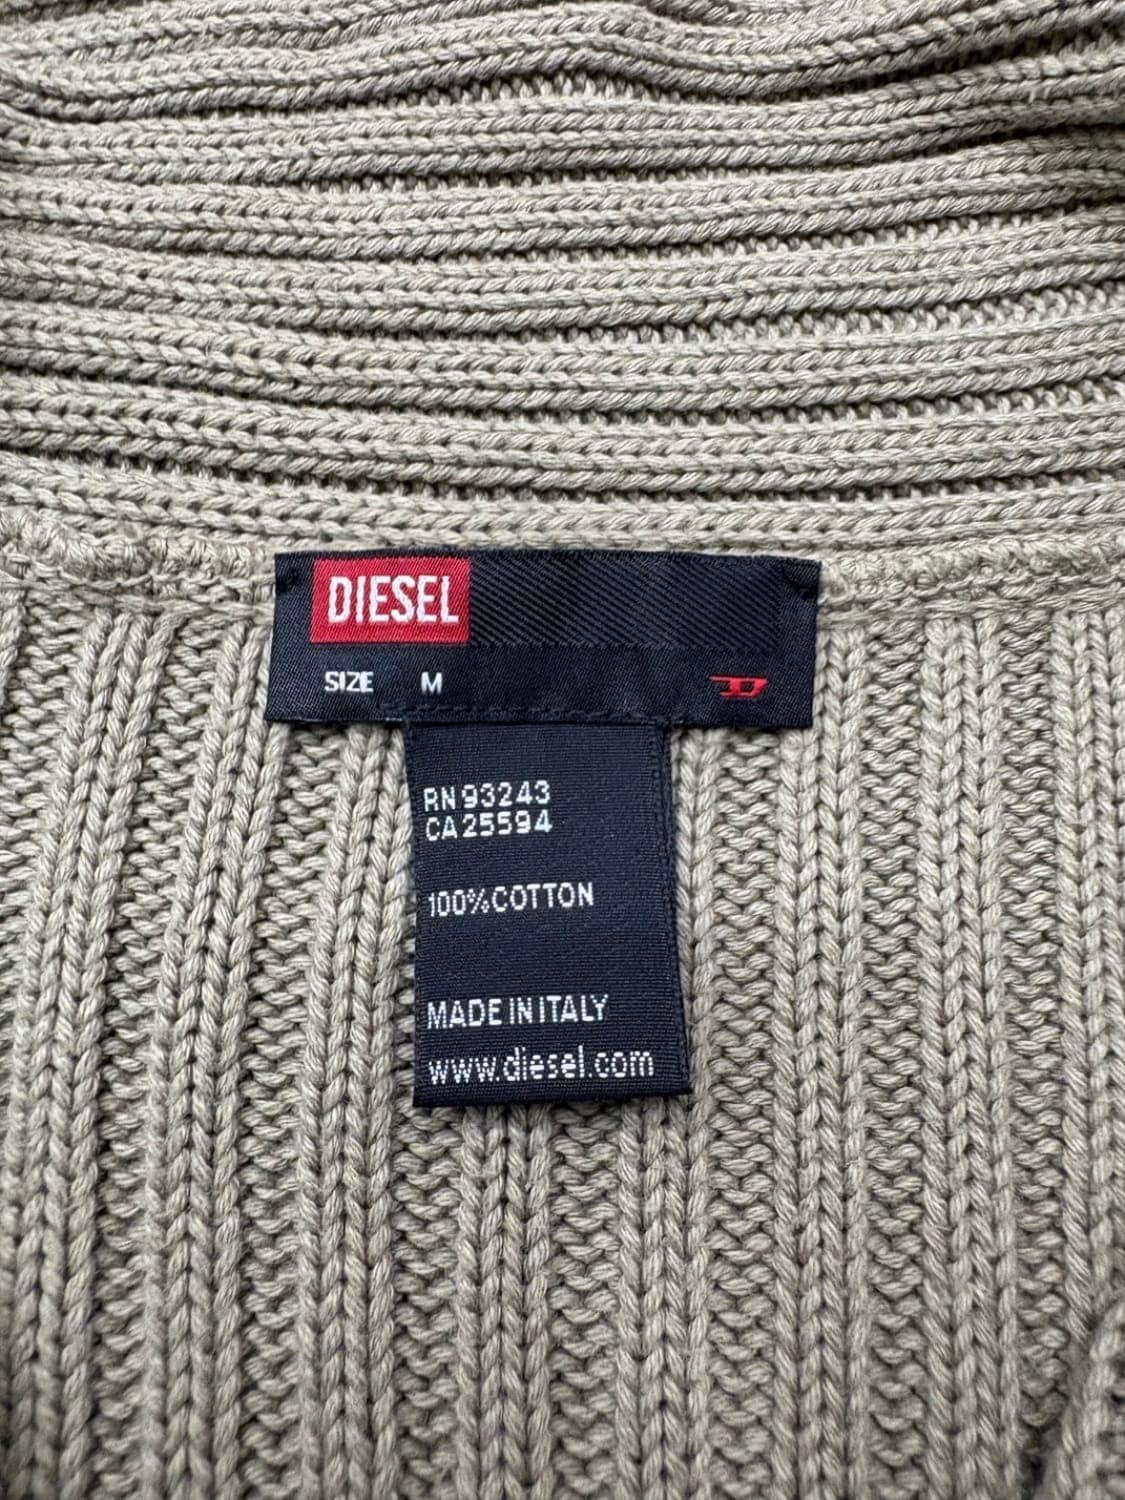 DIESEL
SIZE M
RN 93243
CA 25594
100% COTTON
MADE IN ITALY
www.diesel.com